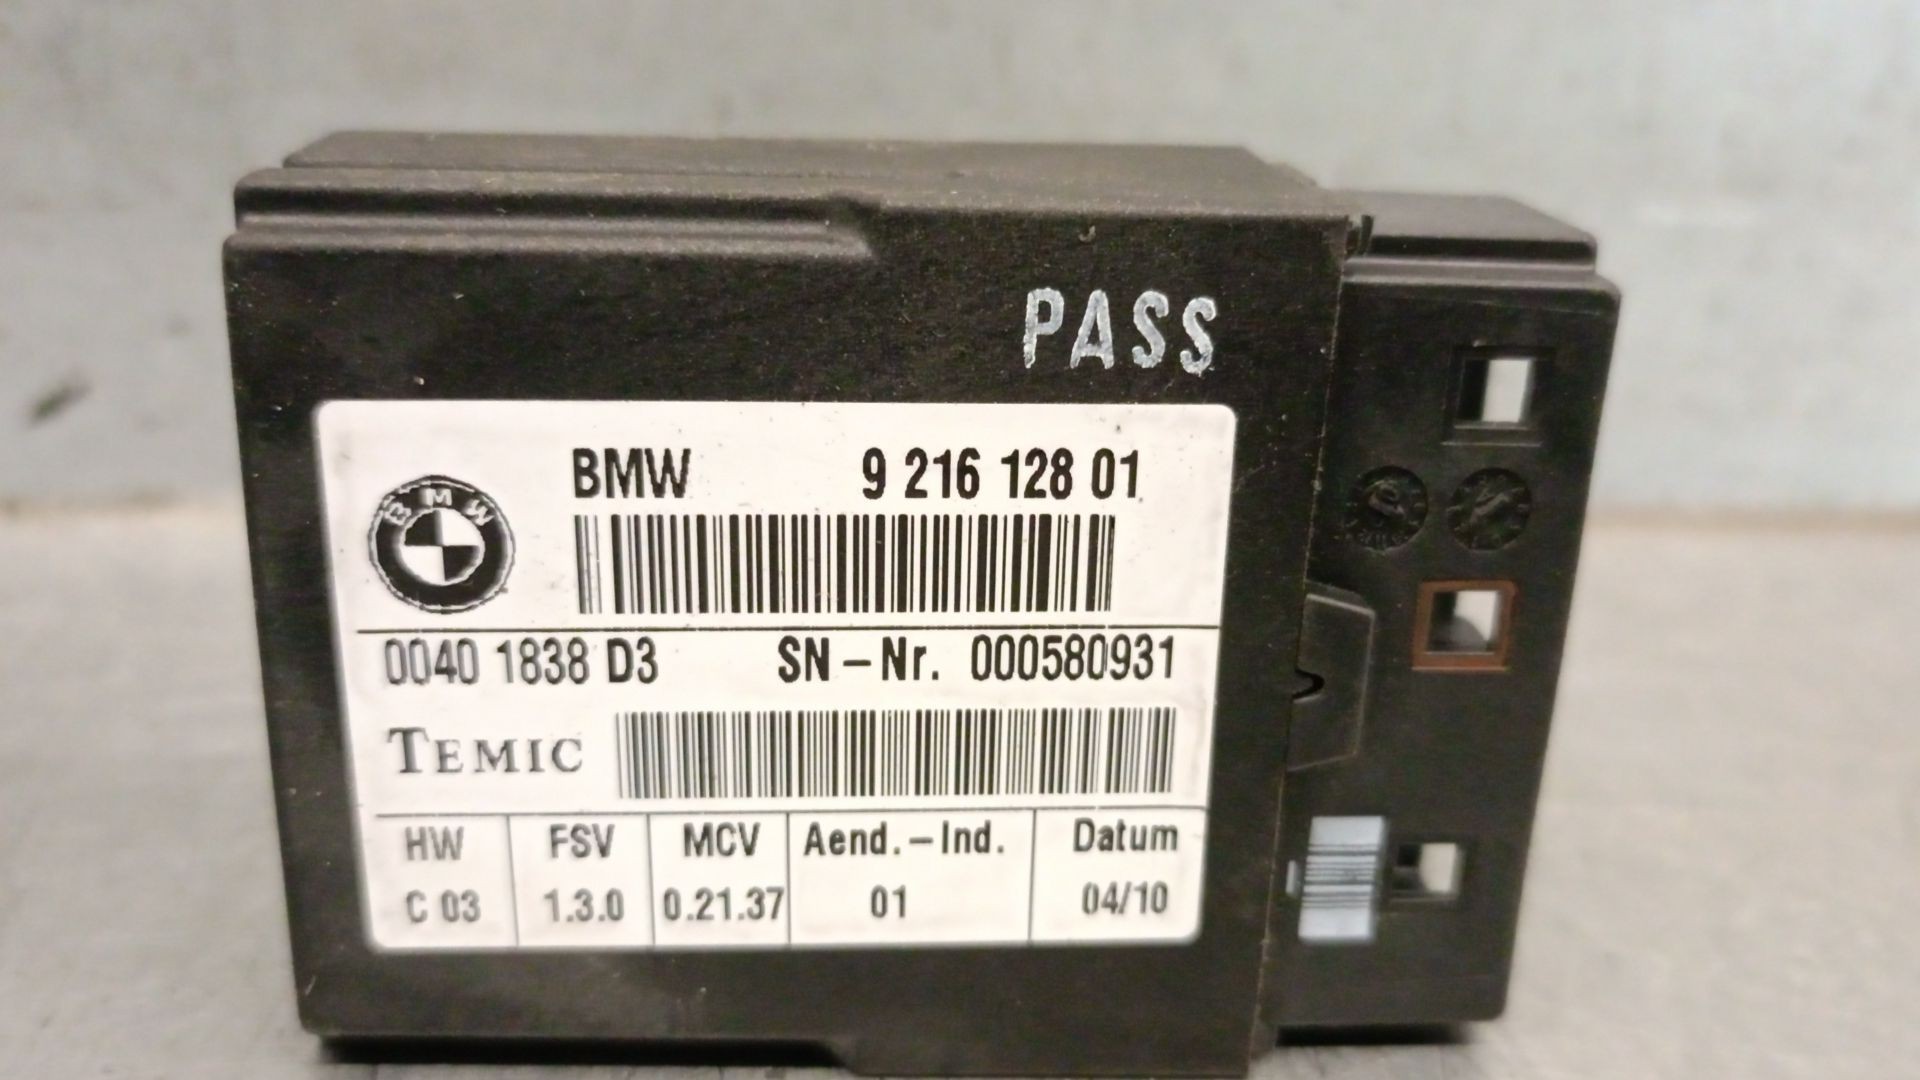 PASS
BMW 9 216 128 01
BMW
0040 1838 D3 SN-Nr. 000580931
TEMIC
HW FSV MCV Aend.-Ind. Datum
C 03 1.3.0 0.21.37 01 04/10